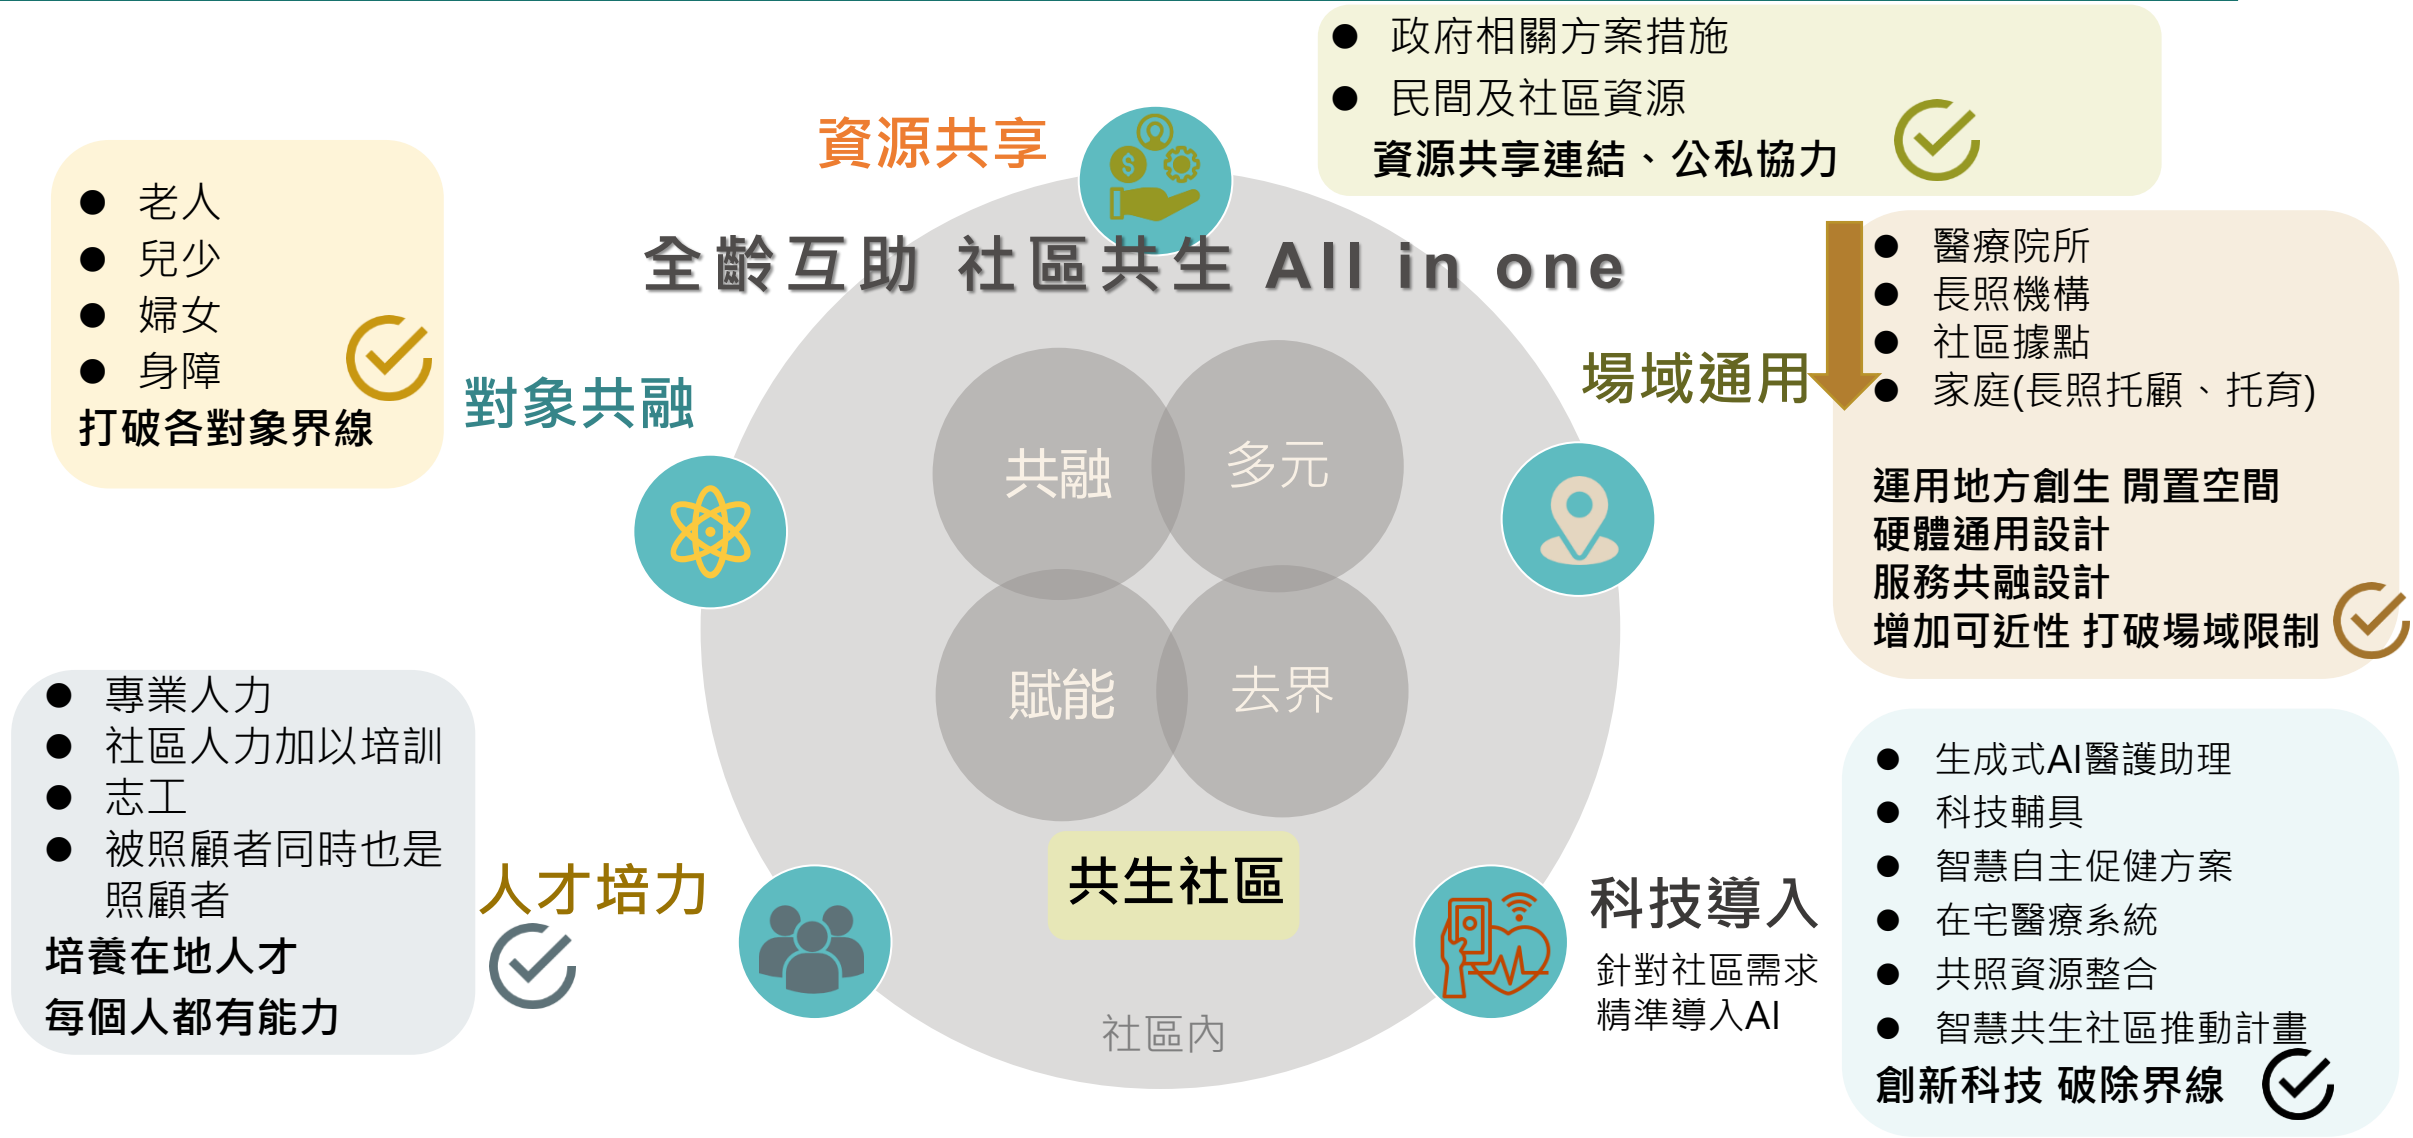 資源共享
● 政府相關方案措施
● 民間及社區資源
資源共享連結、公私協力
全齡互助 社區共生 All in one
● 老人
● 兒少
● 婦女
● 身障
打破各對象界線
對象共融
場域通用
● 醫療院所
● 長照機構
● 社區據點
● 家庭(長照托顧、托育)
運用地方創生 閒置空間
硬體通用設計
服務共融設計
增加可近性 打破場域限制
共融
多元
賦能
去界
共生社區
社區內
● 專業人力
● 社區人力加以培訓
● 志工
● 被照顧者同時也是
照顧者
培養在地人才
每個人都有能力
人才培力
科技導入
針對社區需求
精準導入AI
● 生成式AI醫護助理
● 科技輔具
● 智慧自主促健方案
● 在宅醫療系統
● 共照資源整合
● 智慧共生社區推動計畫
創新科技 破除界線